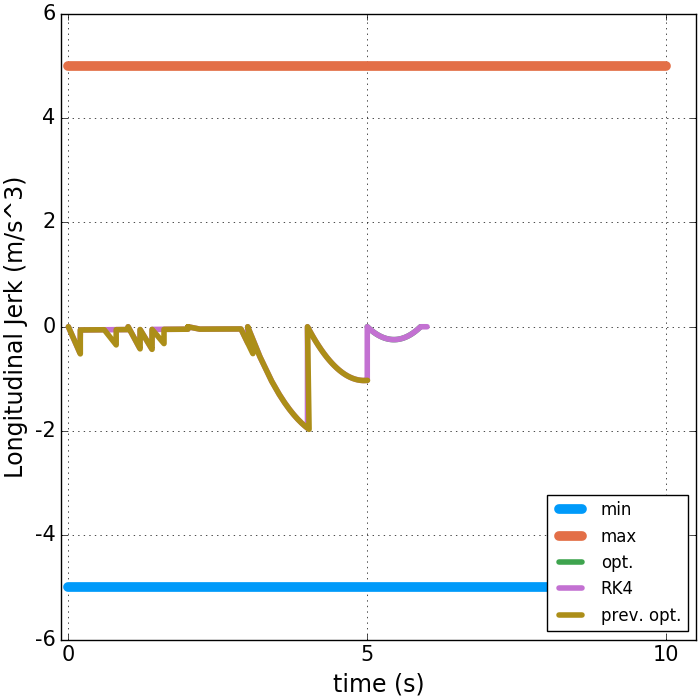 6
4
2
0
-2
-4
-6
0
5
10
Longitudinal Jerk (m/s^3)
time (s)
min
max
opt.
RK4
prev. opt.